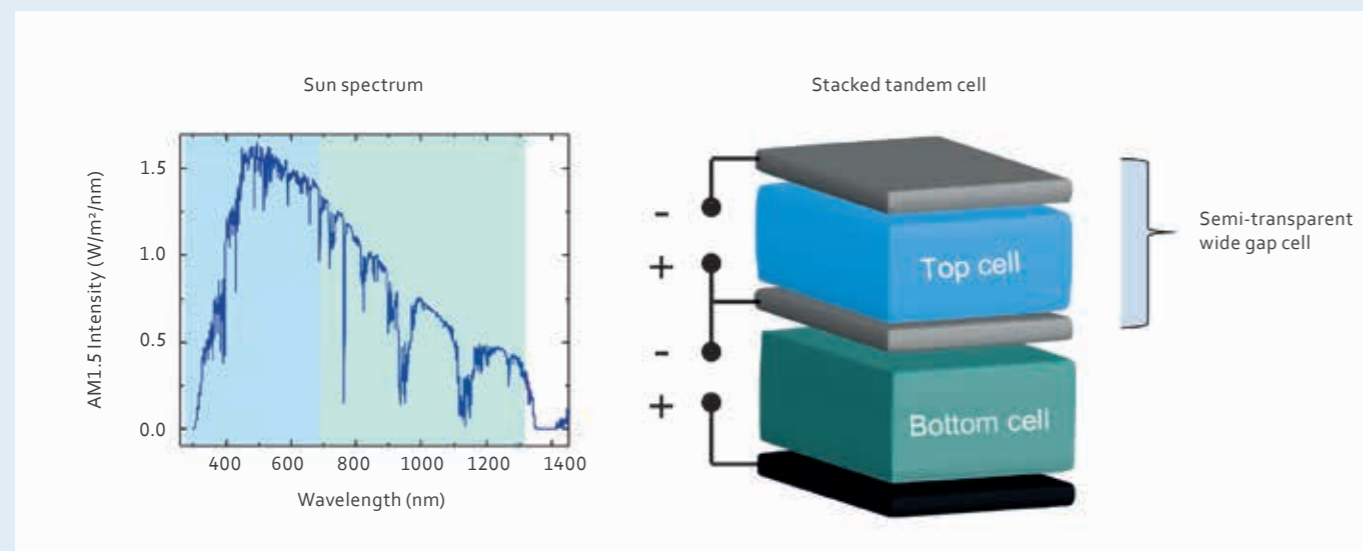 Sun spectrum
AM1.5 Intensity (W/m²/nm)
1.5
1.0
0.5
0.0
400 600 800 1000 1200 1400
Wavelength (nm)
Stacked tandem cell
-
+
-
+
Top cell
Bottom cell
Semi-transparent
wide gap cell